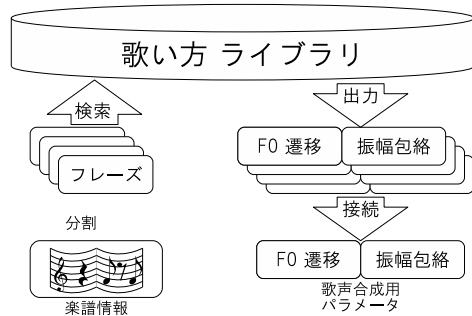 歌い方 ライブラリ
検索
出力
フレーズ
F0 遷移
振幅包絡
分割
接続
F0 遷移
振幅包絡
楽譜情報
歌声合成用
パラメータ